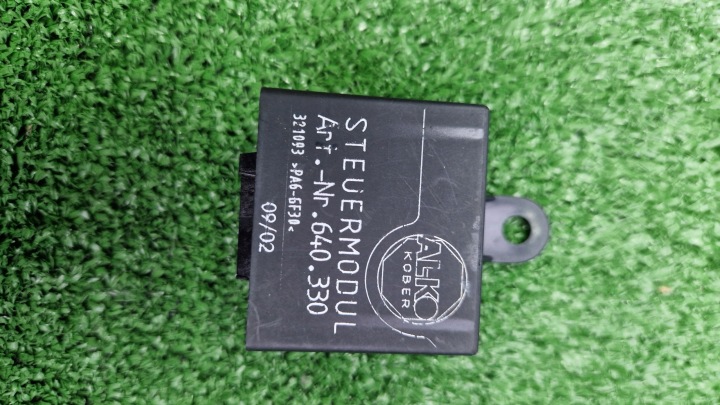 STEUERMODUL
Art.-Nr.640.330
321093 >PA6-GF30<
09/02
AL-KO
KOBER